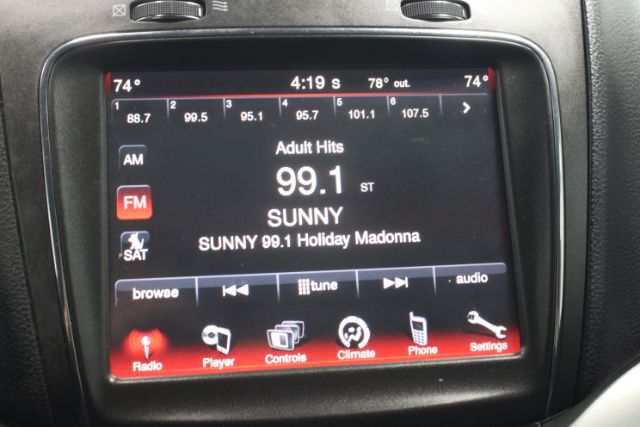 74° 4:19 S 78° out. 74°
1 88.7 2 99.5 3 95.1 4 95.7 5 101.1 6 107.5 >
Adult Hits
AM
99.1 ST
FM
SUNNY
SAT
SUNNY 99.1 Holiday Madonna
browse tune audio
Radio Player Controls Climate Phone Settings